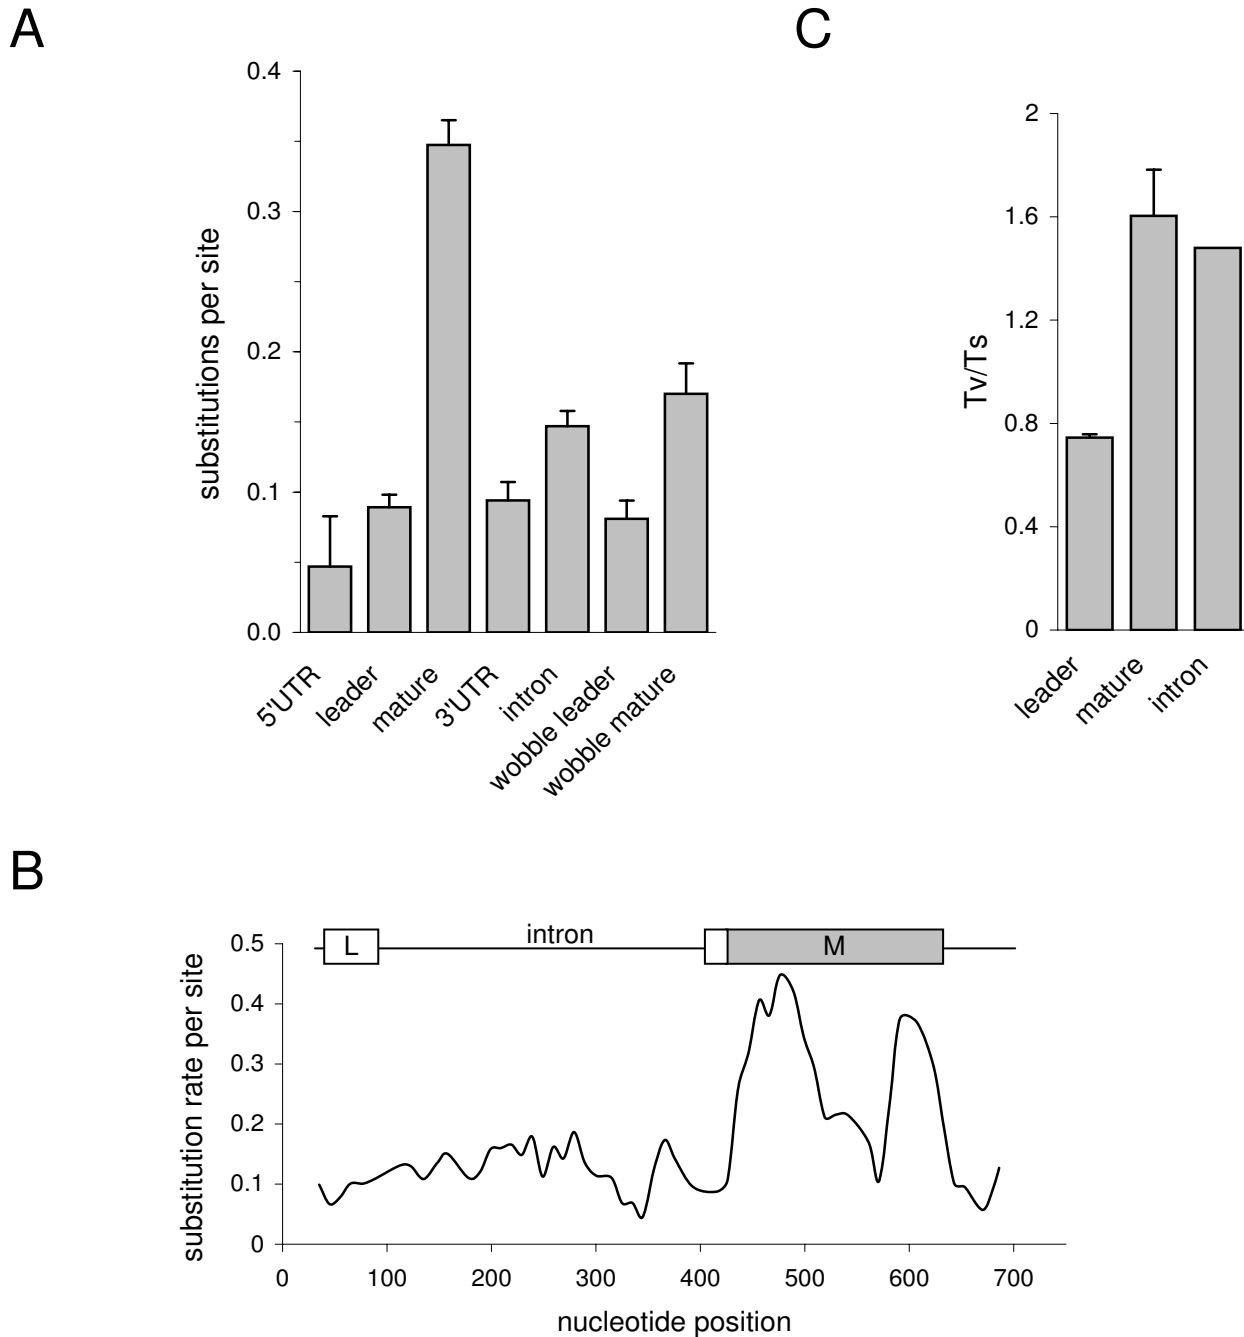 A
C
0.4
0.3
0.2
0.1
0.0
substitutions per site
5'UTR
leader
mature
3'UTR
intron
wobble leader
wobble mature
2
1.6
1.2
0.8
0.4
0
Tv/Ts
leader
mature
intron
B
L
intron
M
0.5
0.4
0.3
0.2
0.1
0
substitution rate per site
0 100 200 300 400 500 600 700
nucleotide position